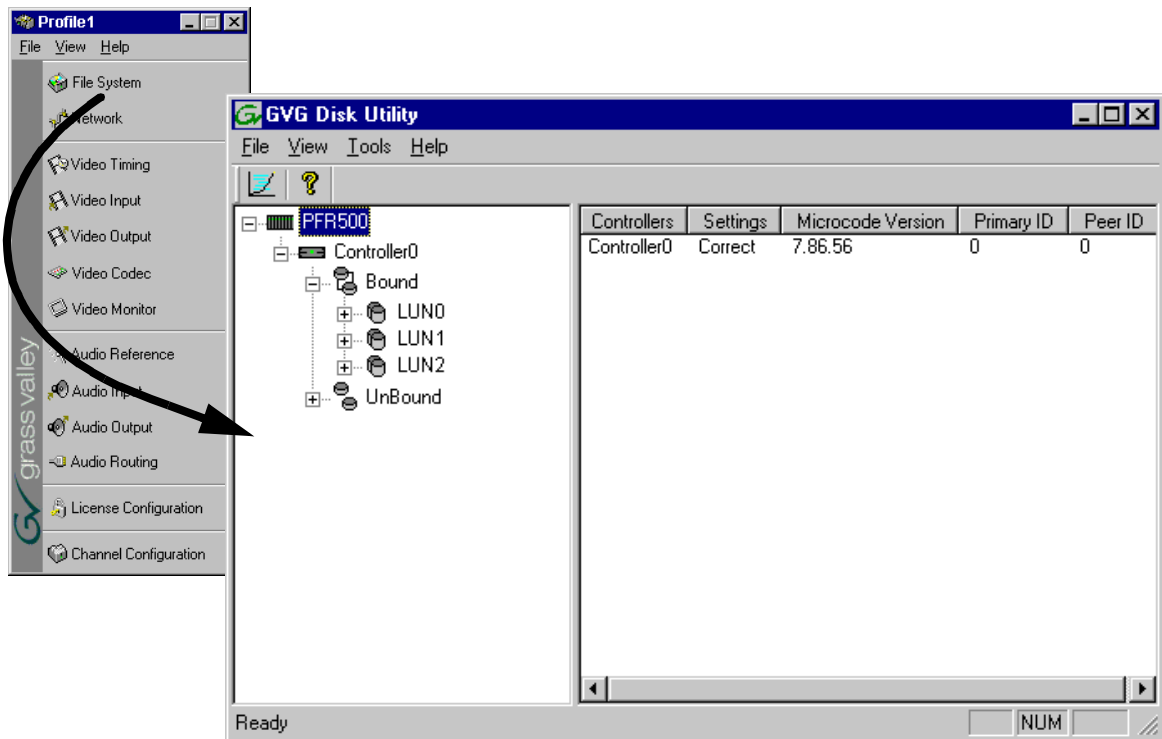 Profile1
File View Help
File System
Network
Video Timing
Video Input
Video Output
Video Codec
Video Monitor
Audio Reference
Audio Input
Audio Output
Audio Routing
License Configuration
Channel Configuration
grass valley
GVG Disk Utility
File View Tools Help
PFR500
Controller0
Bound
LUN0
LUN1
LUN2
UnBound
Controllers Settings Microcode Version Primary ID Peer ID
Controller0 Correct 7.86.56 0 0
Ready NUM